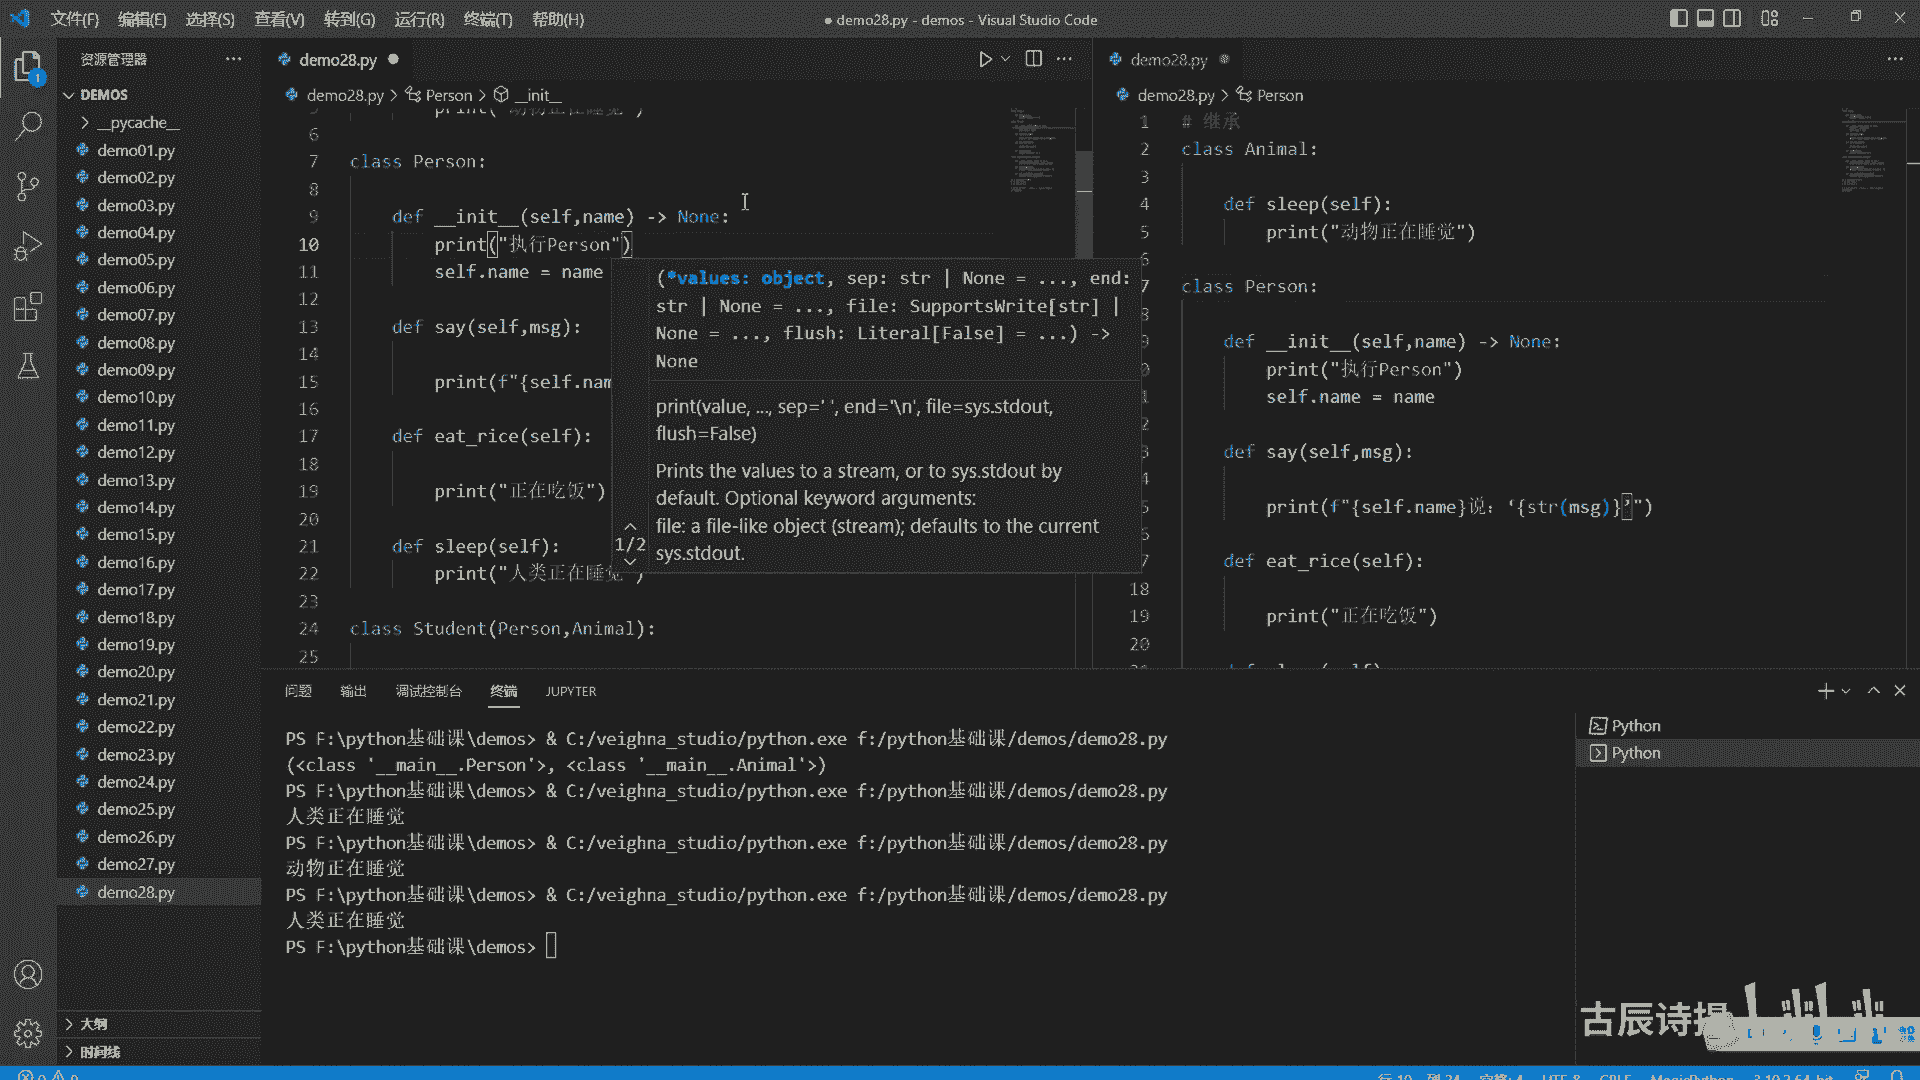 文件(F) 编辑(E) 选择(S) 查看(V) 转到(G) 运行(R) 终端(T) 帮助(H)
● demo28.py - demos - Visual Studio Code
资源管理器
DEMOS
__pycache__
demo01.py
demo02.py
demo03.py
demo04.py
demo05.py
demo06.py
demo07.py
demo08.py
demo09.py
demo10.py
demo11.py
demo12.py
demo13.py
demo14.py
demo15.py
demo16.py
demo17.py
demo18.py
demo19.py
demo20.py
demo21.py
demo22.py
demo23.py
demo24.py
demo25.py
demo26.py
demo27.py
demo28.py
大纲
时间线
1
demo28.py
demo28.py > Person > __init__
5 print("动物正在睡觉")
6
7 class Person:
8
9 def __init__(self,name) -> None:
10 print("执行Person")
11 self.name = name
12
13 def say(self,msg):
14
15 print(f"{self.nam
16
17 def eat_rice(self):
18
19 print("正在吃饭")
20
21 def sleep(self):
22 print("人类正在睡觉")
23
24 class Student(Person,Animal):
25
(*values: object, sep: str | None = ..., end:
str | None = ..., file: SupportsWrite[str] |
None = ..., flush: Literal[False] = ...) ->
None
print(value, ..., sep=' ', end='\n', file=sys.stdout,
flush=False)
Prints the values to a stream, or to sys.stdout by
default. Optional keyword arguments:
file: a file-like object (stream); defaults to the current
sys.stdout.
1/2
demo28.py
demo28.py > Person
1 # 继承
2 class Animal:
3
4 def sleep(self):
5 print("动物正在睡觉")
6
7 class Person:
8
9 def __init__(self,name) -> None:
0 print("执行Person")
1 self.name = name
2
3 def say(self,msg):
4
5 print(f"{self.name}说：‘{str(msg)}’")
6
7 def eat_rice(self):
18
19 print("正在吃饭")
20
问题 输出 调试控制台 终端 JUPYTER
PS F:\python基础课\demos> & C:/veighna_studio/python.exe f:/python基础课/demos/demo28.py
(<class '__main__.Person'>, <class '__main__.Animal'>)
PS F:\python基础课\demos> & C:/veighna_studio/python.exe f:/python基础课/demos/demo28.py
人类正在睡觉
PS F:\python基础课\demos> & C:/veighna_studio/python.exe f:/python基础课/demos/demo28.py
动物正在睡觉
PS F:\python基础课\demos> & C:/veighna_studio/python.exe f:/python基础课/demos/demo28.py
人类正在睡觉
PS F:\python基础课\demos>
Python
Python
古辰诗提